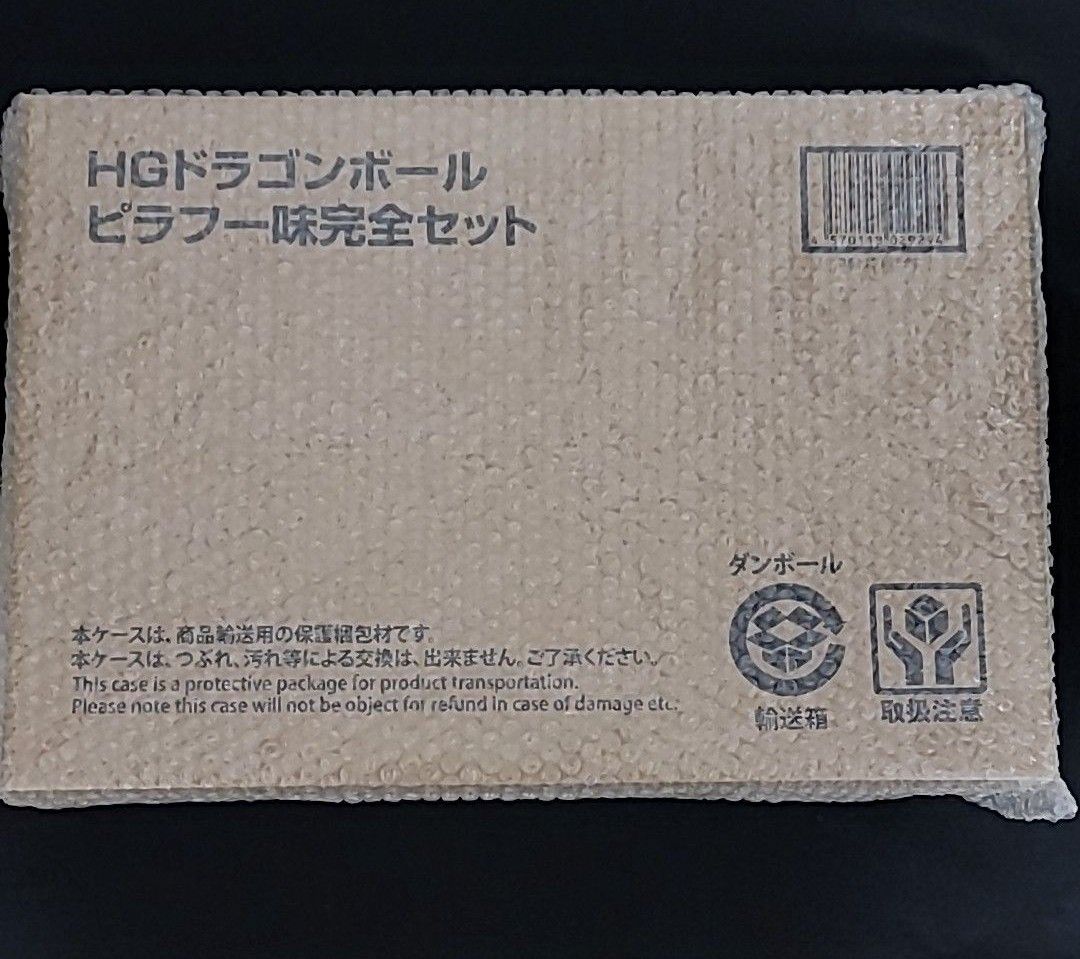 HGドラゴンボール
ピラフ一味完全セット
ダンボール
本ケースは、商品輸送用の保護梱包材です。
本ケースは、つぶれ、汚れ等による交換は、出来ません。ご了承ください。
This case is a protective package for product transportation.
Please note this case will not be object for refund in case of damage etc.
輸送箱
取扱注意